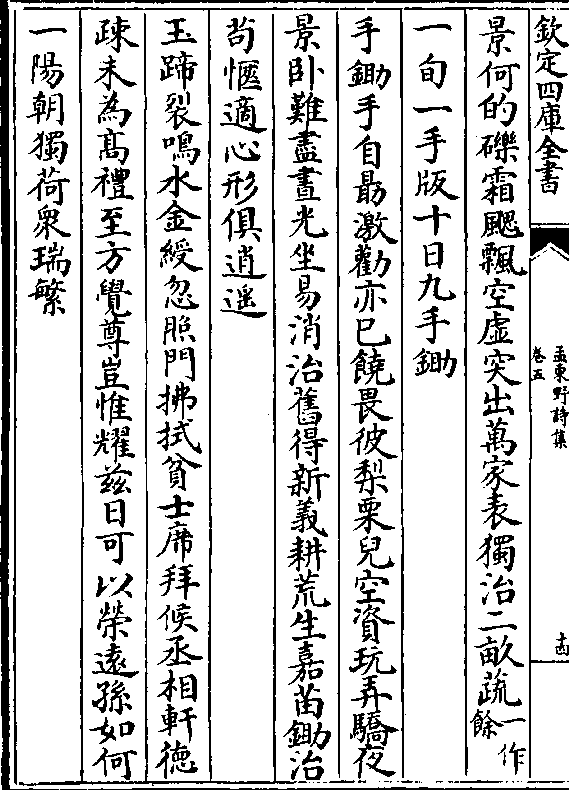 欽定四庫全書
孟東野詩集
卷五
十四
景何的礫霜颸飄空虛突出萬家表獨治二畝蔬一作餘
一旬一手版十日九手鋤
手鋤手自勗激勸亦已饒畏彼梨栗兒空資玩弄驕夜
景卧難盡晝光坐易消治舊得新義耕荒生嘉苗鋤治
苟愜適心形俱逍遥
玉蹄裂鳴水金綬忽照門拂拭貧士席拜候丞相軒德
疎未為髙禮至方覺尊豈惟耀兹日可以榮遠孫如何
一陽朝獨荷衆瑞繁